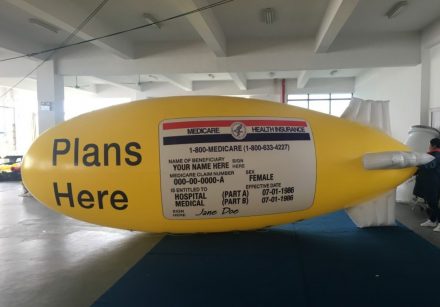 Plans
Here
MEDICARE HEALTH INSURANCE
1-800-MEDICARE (1-800-633-4227)
NAME OF BENEFICIARY SIGN
YOUR NAME HERE HERE
MEDICARE CLAIM NUMBER SEX
000-00-0000-A FEMALE
IS ENTITLED TO EFFECTIVE DATE
HOSPITAL (PART A) 07-01-1986
MEDICAL (PART B) 07-01-1986
SIGN
HERE Jane Doe